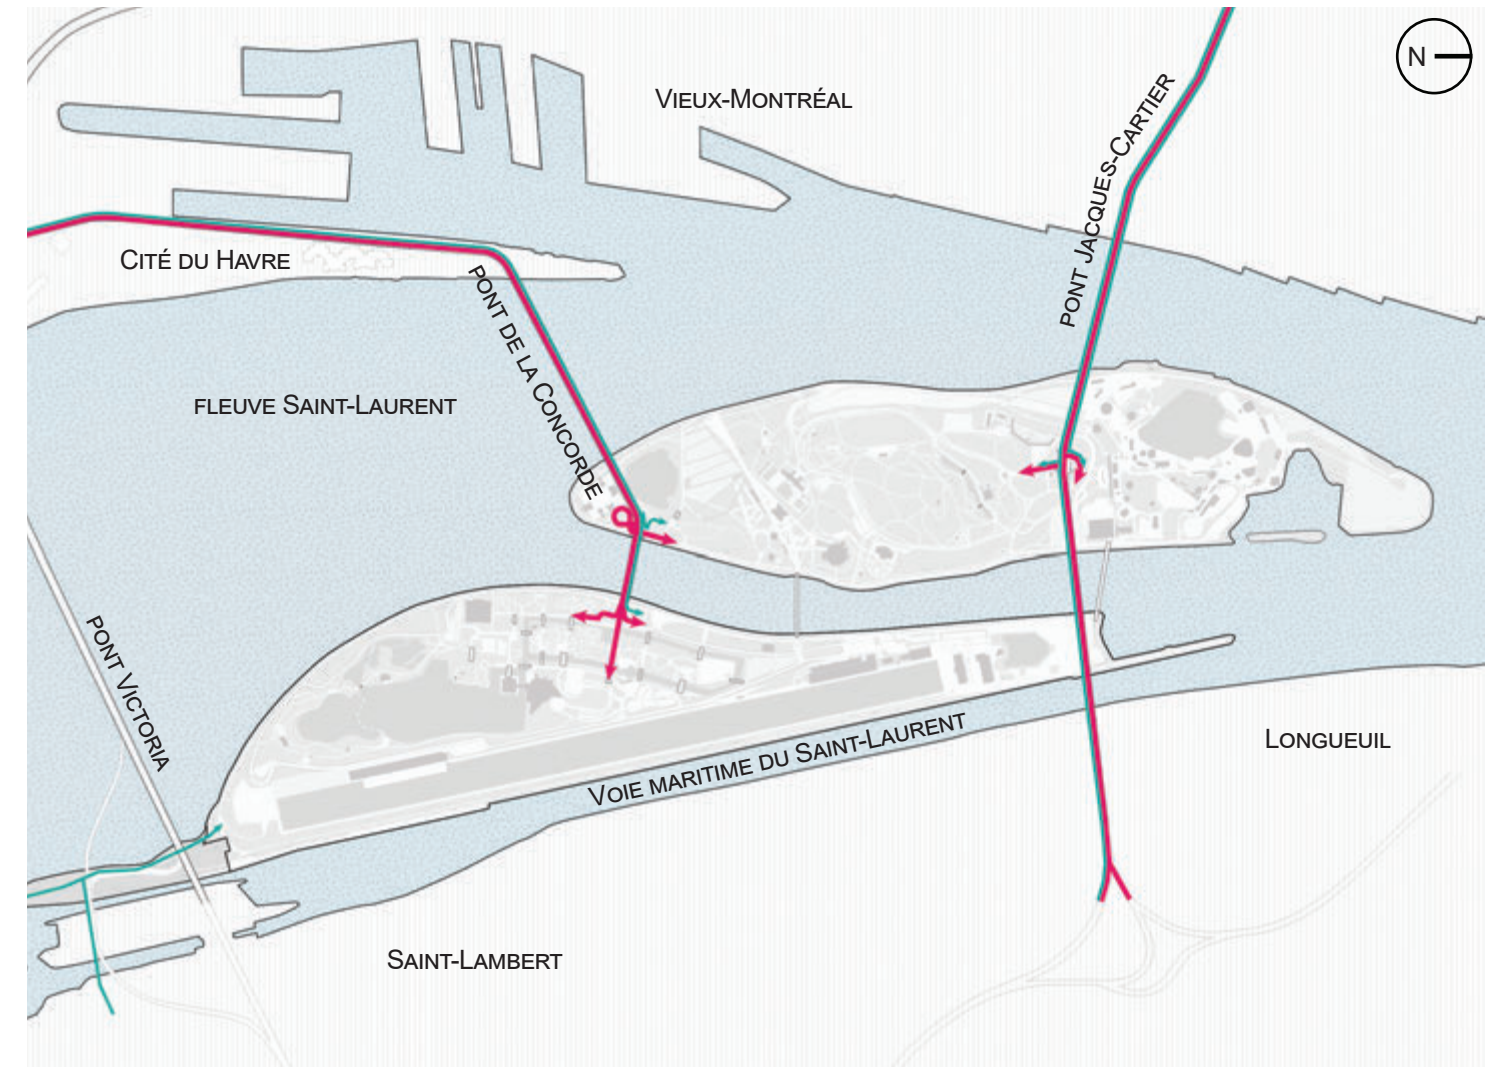 N
Vieux-Montréal
pont Jacques-Cartier
Cité du Havre
pont de la Concorde
fleuve Saint-Laurent
pont Victoria
Voie maritime du Saint-Laurent
Longueuil
Saint-Lambert